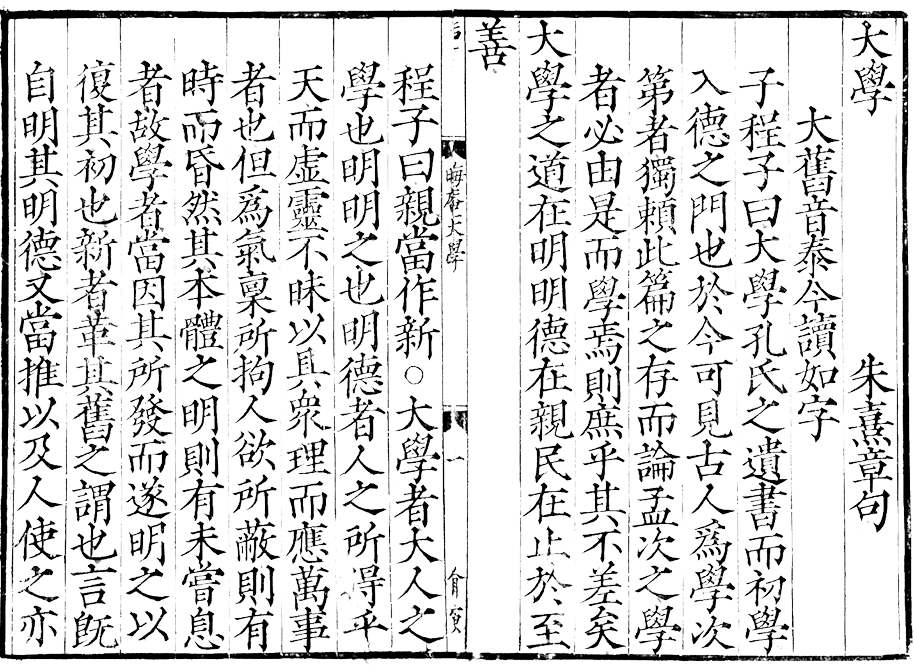 大學　朱熹章句
大舊音泰今讀如字
子程子曰大學孔氏之遺書而初學
入德之門也於今可見古人爲學次
第者獨賴此篇之存而論孟次之學
者必由是而學焉則庶乎其不差矣
大學之道在明明德在親民在止於至
善
晦庵大學　一
程子曰親當作新○大學者大人之
學也明明之也明德者人之所得乎
天而虛靈不昧以具衆理而應萬事
者也但爲氣稟所拘人欲所蔽則有
時而昏然其本體之明則有未嘗息
者故學者當因其所發而遂明之以
復其初也新者革其舊之謂也言旣
自明其明德又當推以及人使之亦